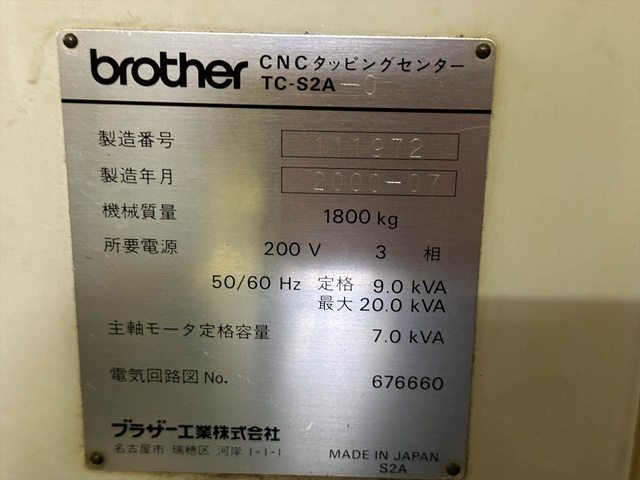 brother CNCタッピングセンター
TC-S2A-0
製造番号 111972
製造年月 2000-07
機械質量 1800kg
所要電源 200 V 3 相
50/60 Hz 定格 9.0 kVA
最大 20.0 kVA
主軸モータ定格容量 7.0 kVA
電気回路図No. 676660
ブラザー工業株式会社
名古屋市 瑞穂区 河岸 1-1-1
MADE IN JAPAN
S2A